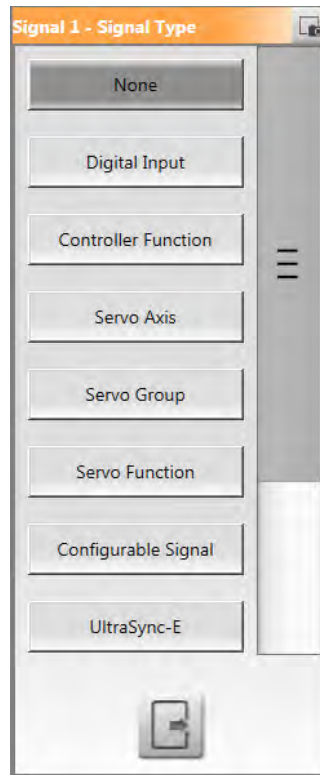 Signal 1 - Signal Type
None
Digital Input
Controller Function
Servo Axis
Servo Group
Servo Function
Configurable Signal
UltraSync-E